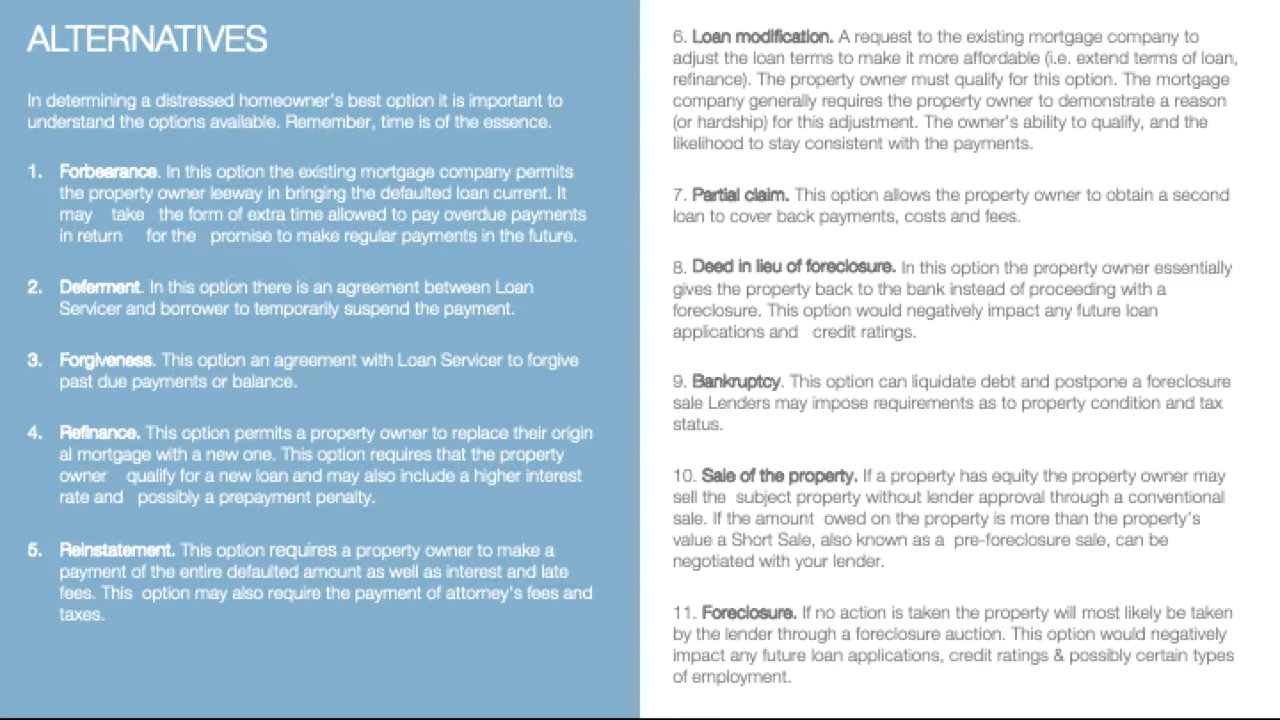 ALTERNATIVES
In determining a distressed homeowner's best option it is important to
understand the options available. Remember, time is of the essence.
1. Forbearance. In this option the existing mortgage company permits
the property owner leeway in bringing the defaulted loan current. It
may take the form of extra time allowed to pay overdue payments
in return for the promise to make regular payments in the future.
2. Deferment. In this option there is an agreement between Loan
Servicer and borrower to temporarily suspend the payment.
3. Forgiveness. This option an agreement with Loan Servicer to forgive
past due payments or balance.
4. Refinance. This option permits a property owner to replace their origin
al mortgage with a new one. This option requires that the property
owner qualify for a new loan and may also include a higher interest
rate and possibly a prepayment penalty.
5. Reinstatement. This option requires a property owner to make a
payment of the entire defaulted amount as well as interest and late
fees. This option may also require the payment of attorney's fees and
taxes.
6. Loan modification. A request to the existing mortgage company to
adjust the loan terms to make it more affordable (i.e. extend terms of loan,
refinance). The property owner must qualify for this option. The mortgage
company generally requires the property owner to demonstrate a reason
(or hardship) for this adjustment. The owner's ability to qualify, and the
likelihood to stay consistent with the payments.
7. Partial claim. This option allows the property owner to obtain a second
loan to cover back payments, costs and fees.
8. Deed in lieu of foreclosure. In this option the property owner essentially
gives the property back to the bank instead of proceeding with a
foreclosure. This option would negatively impact any future loan
applications and credit ratings.
9. Bankruptcy. This option can liquidate debt and postpone a foreclosure
sale Lenders may impose requirements as to property condition and tax
status.
10. Sale of the property. If a property has equity the property owner may
sell the subject property without lender approval through a conventional
sale. If the amount owed on the property is more than the property's
value a Short Sale, also known as a pre-foreclosure sale, can be
negotiated with your lender.
11. Foreclosure. If no action is taken the property will most likely be taken
by the lender through a foreclosure auction. This option would negatively
impact any future loan applications, credit ratings & possibly certain types
of employment.